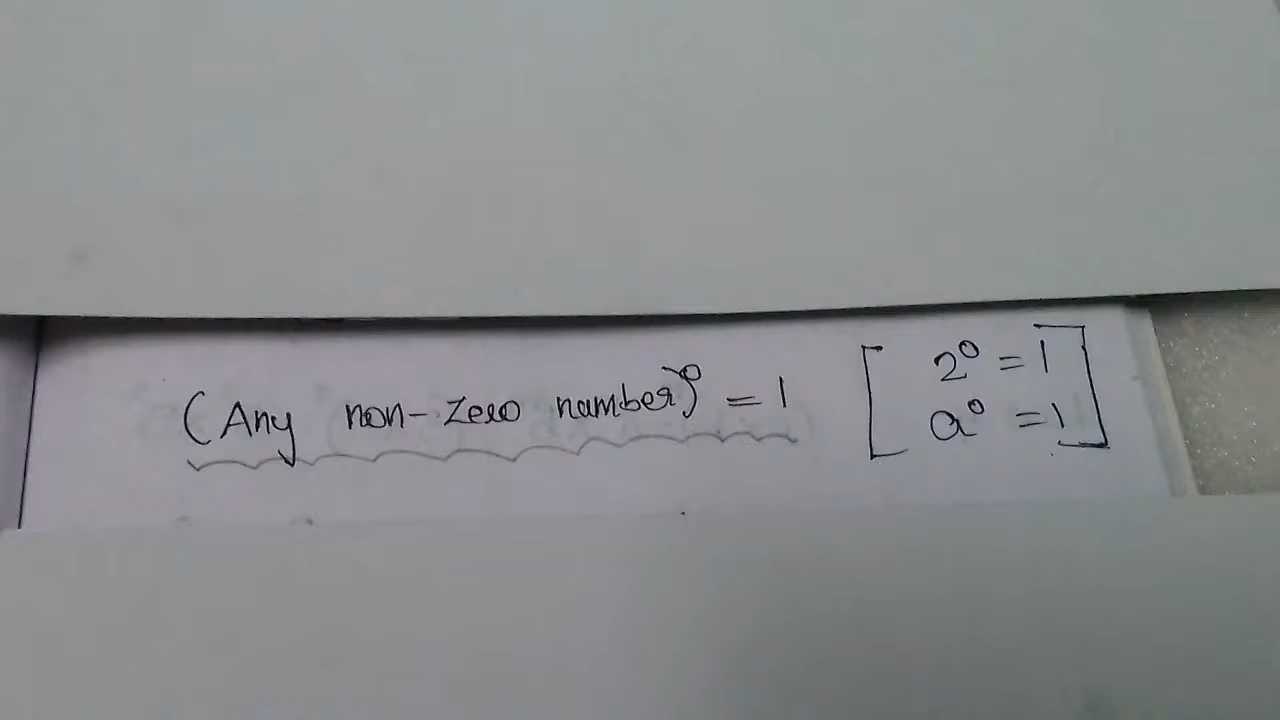 (Any non-zero number)⁰ = 1 [ 2⁰ = 1
a⁰ = 1 ]